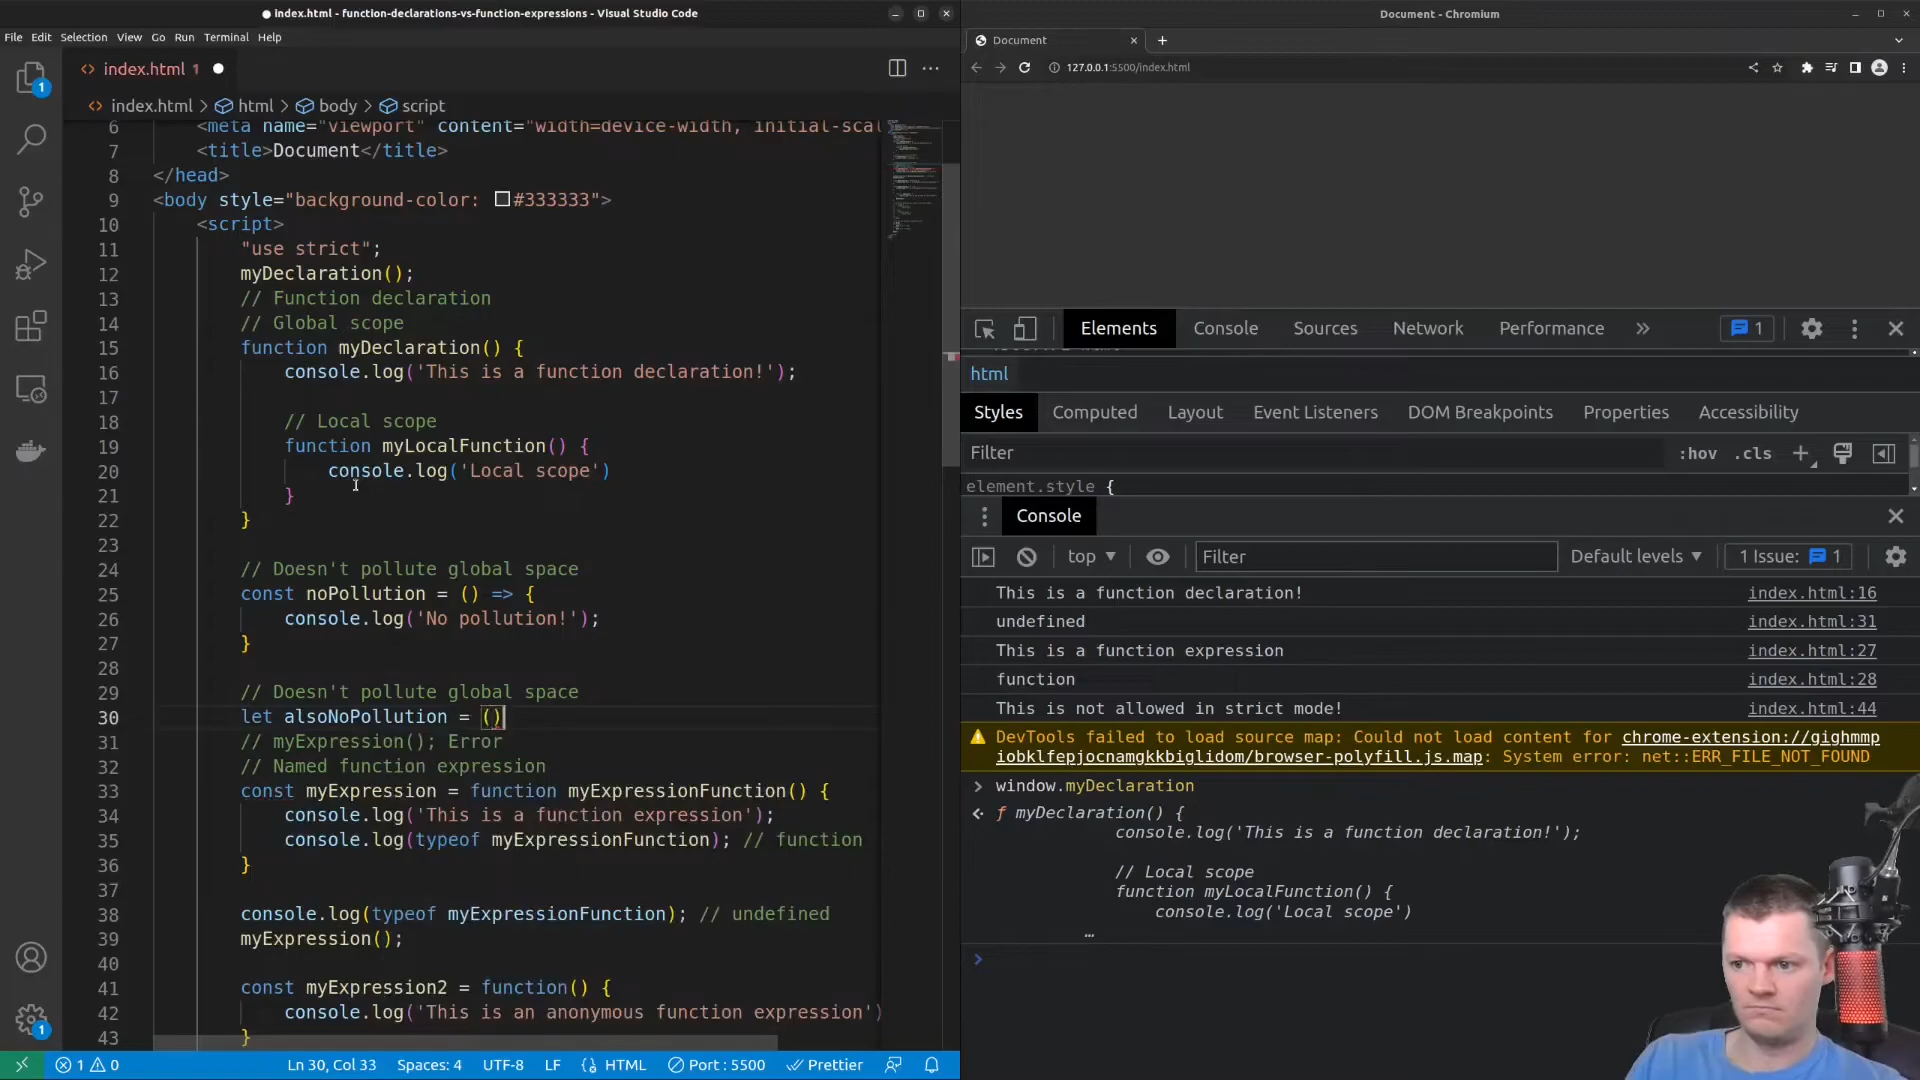 index.html - function-declarations-vs-function-expressions - Visual Studio Code
File Edit Selection View Go Run Terminal Help
1
index.html 1
index.html > html > body > script
6 <meta name="viewport" content="width=device-width, initial-scal
7 <title>Document</title>
8 </head>
9 <body style="background-color: #333333">
10 <script>
11 "use strict";
12 myDeclaration();
13 // Function declaration
14 // Global scope
15 function myDeclaration() {
16 console.log('This is a function declaration!');
17
18 // Local scope
19 function myLocalFunction() {
20 console.log('Local scope')
21 }
22 }
23
24 // Doesn't pollute global space
25 const noPollution = () => {
26 console.log('No pollution!');
27 }
28
29 // Doesn't pollute global space
30 let alsoNoPollution = ()
31 // myExpression(); Error
32 // Named function expression
33 const myExpression = function myExpressionFunction() {
34 console.log('This is a function expression');
35 console.log(typeof myExpressionFunction); // function
36 }
37
38 console.log(typeof myExpressionFunction); // undefined
39 myExpression();
40
41 const myExpression2 = function() {
42 console.log('This is an anonymous function expression')
43 }
1
1 0 Ln 30, Col 33 Spaces: 4 UTF-8 LF HTML Port : 5500 Prettier
Document - Chromium
Document
127.0.0.1:5500/index.html
Elements Console Sources Network Performance 1
html
Styles Computed Layout Event Listeners DOM Breakpoints Properties Accessibility
Filter :hov .cls
element.style {
Console
top Filter Default levels 1 Issue: 1
This is a function declaration! index.html:16
undefined index.html:31
This is a function expression index.html:27
function index.html:28
This is not allowed in strict mode! index.html:44
DevTools failed to load source map: Could not load content for chrome-extension://gighmmp
iobklfepjocnamgkkbiglidom/browser-polyfill.js.map: System error: net::ERR_FILE_NOT_FOUND
window.myDeclaration
ƒ myDeclaration() {
console.log('This is a function declaration!');
// Local scope
function myLocalFunction() {
console.log('Local scope')
…